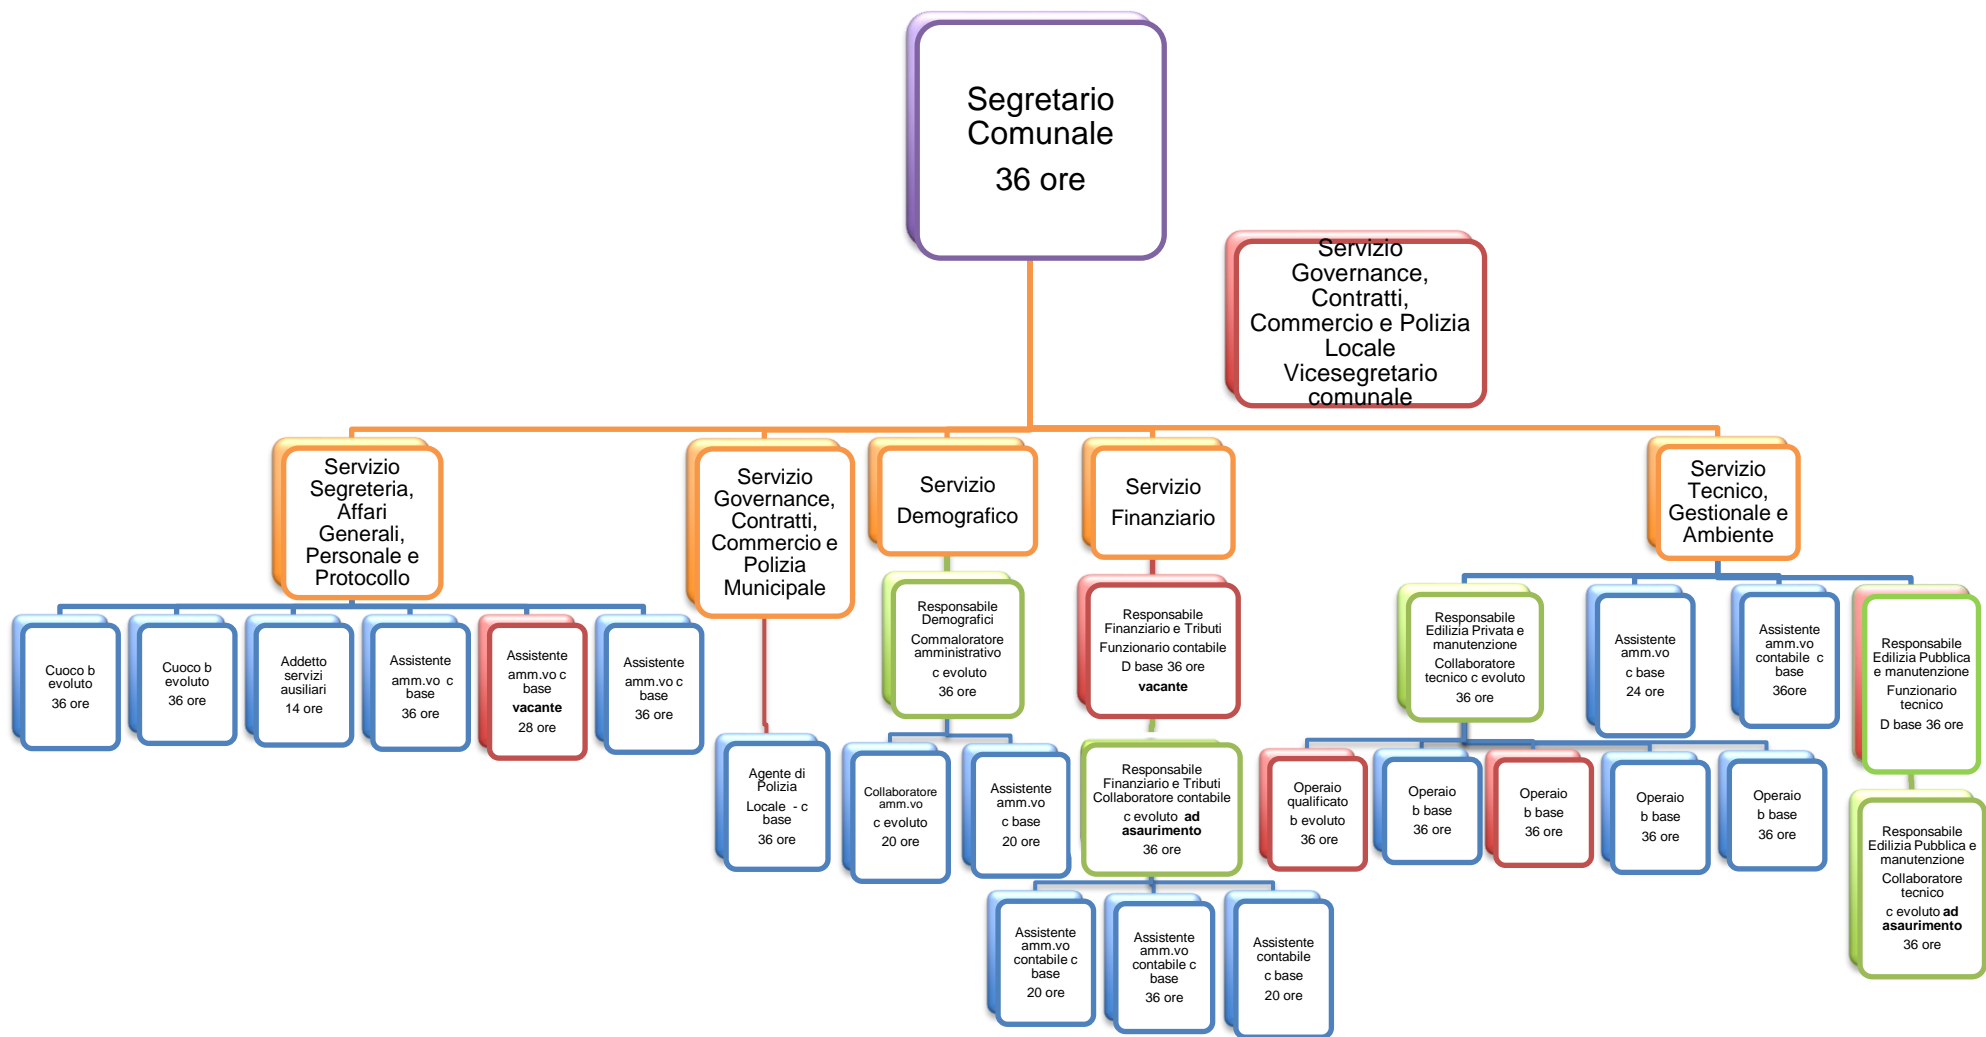 Segretario
Comunale
36 ore
Servizio
Governance,
Contratti,
Commercio e Polizia
Locale
Vicesegretario
comunale
Servizio
Segreteria,
Affari
Generali,
Personale e
Protocollo
Servizio
Governance,
Contratti,
Commercio e
Polizia
Municipale
Servizio
Demografico
Servizio
Finanziario
Servizio
Tecnico,
Gestionale e
Ambiente
Cuoco b
evoluto
36 ore
Cuoco b
evoluto
36 ore
Addetto
servizi
ausiliari
14 ore
Assistente
amm.vo c
base
36 ore
Assistente
amm.vo c
base
vacante
28 ore
Assistente
amm.vo c
base
36 ore
Agente di
Polizia
Locale - c
base
36 ore
Responsabile
Demografici
Commaloratore
amministrativo
c evoluto
36 ore
Collaboratore
amm.vo
c evoluto
20 ore
Assistente
amm.vo
c base
20 ore
Responsabile
Finanziario e Tributi
Funzionario contabile
D base 36 ore
vacante
Responsabile
Finanziario e Tributi
Collaboratore contabile
c evoluto ad
asaurimento
36 ore
Assistente
amm.vo
contabile c
base
20 ore
Assistente
amm.vo
contabile c
base
36 ore
Assistente
contabile
c base
20 ore
Responsabile
Edilizia Privata e
manutenzione
Collaboratore
tecnico c evoluto
36 ore
Operaio
qualificato
b evoluto
36 ore
Operaio
b base
36 ore
Operaio
b base
36 ore
Operaio
b base
36 ore
Operaio
b base
36 ore
Assistente
amm.vo
c base
24 ore
Assistente
amm.vo
contabile c
base
36ore
Responsabile
Edilizia Pubblica
e manutenzione
Funzionario
tecnico
D base 36 ore
Responsabile
Edilizia Pubblica e
manutenzione
Collaboratore
tecnico
c evoluto ad
asaurimento
36 ore